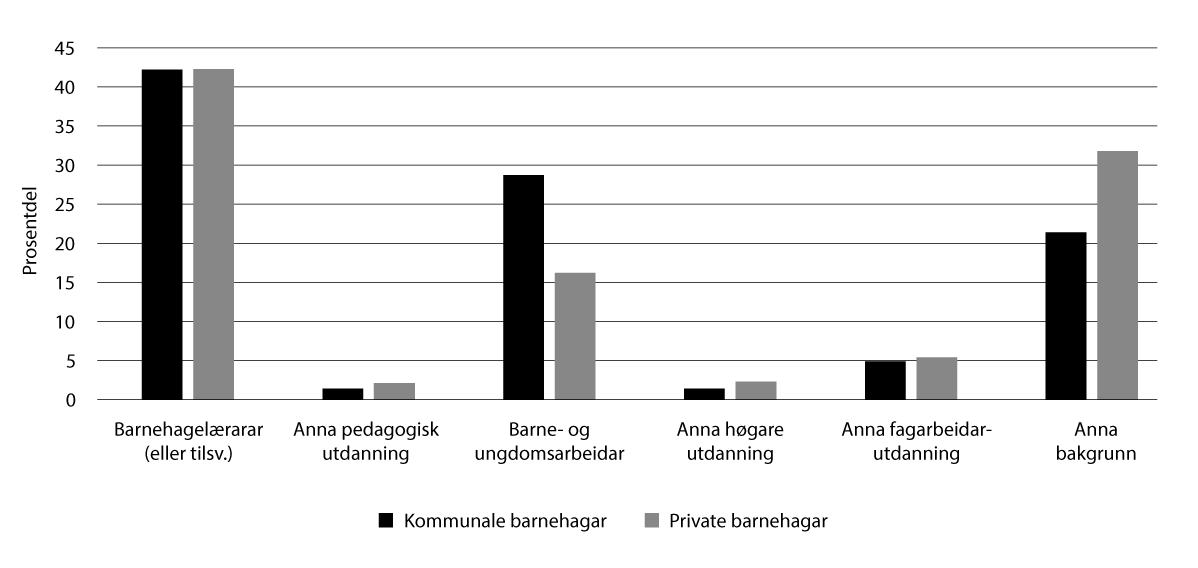 45
40
35
30
25
20
15
10
5
0
Prosentdel
Barnehagelærarar
(eller tilsv.)
Anna pedagogisk
utdanning
Barne- og
ungdomsarbeidar
Anna høgare
utdanning
Anna fagarbeidar-
utdanning
Anna
bakgrunn
Kommunale barnehagar
Private barnehagar